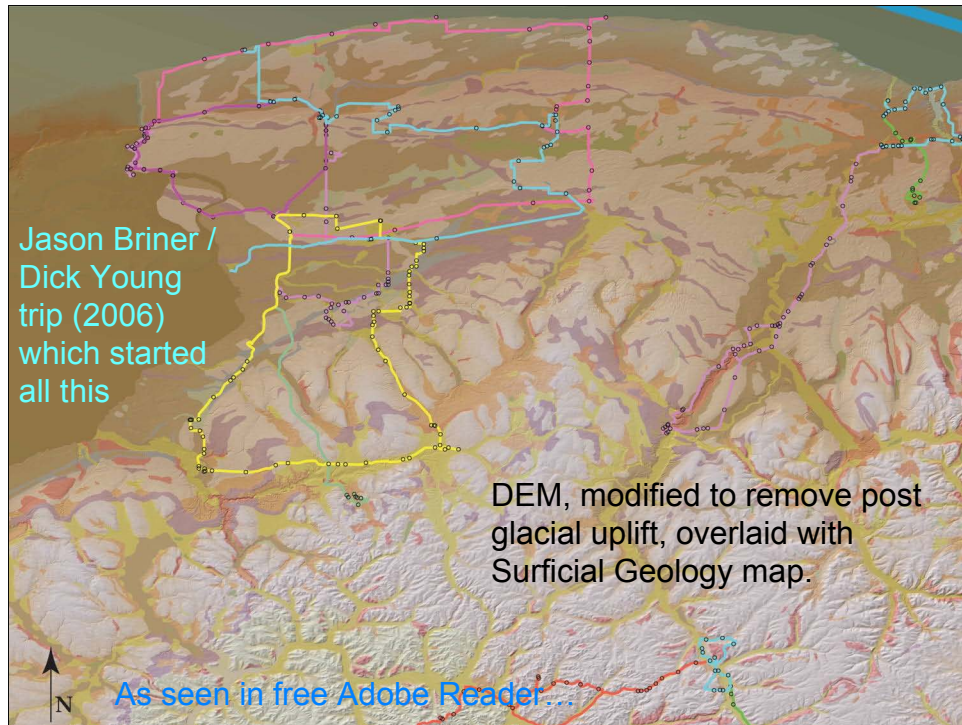 Jason Briner /
Dick Young
trip (2006)
which started
all this
DEM, modified to remove post
glacial uplift, overlaid with
Surficial Geology map.
N
As seen in free Adobe Reader…